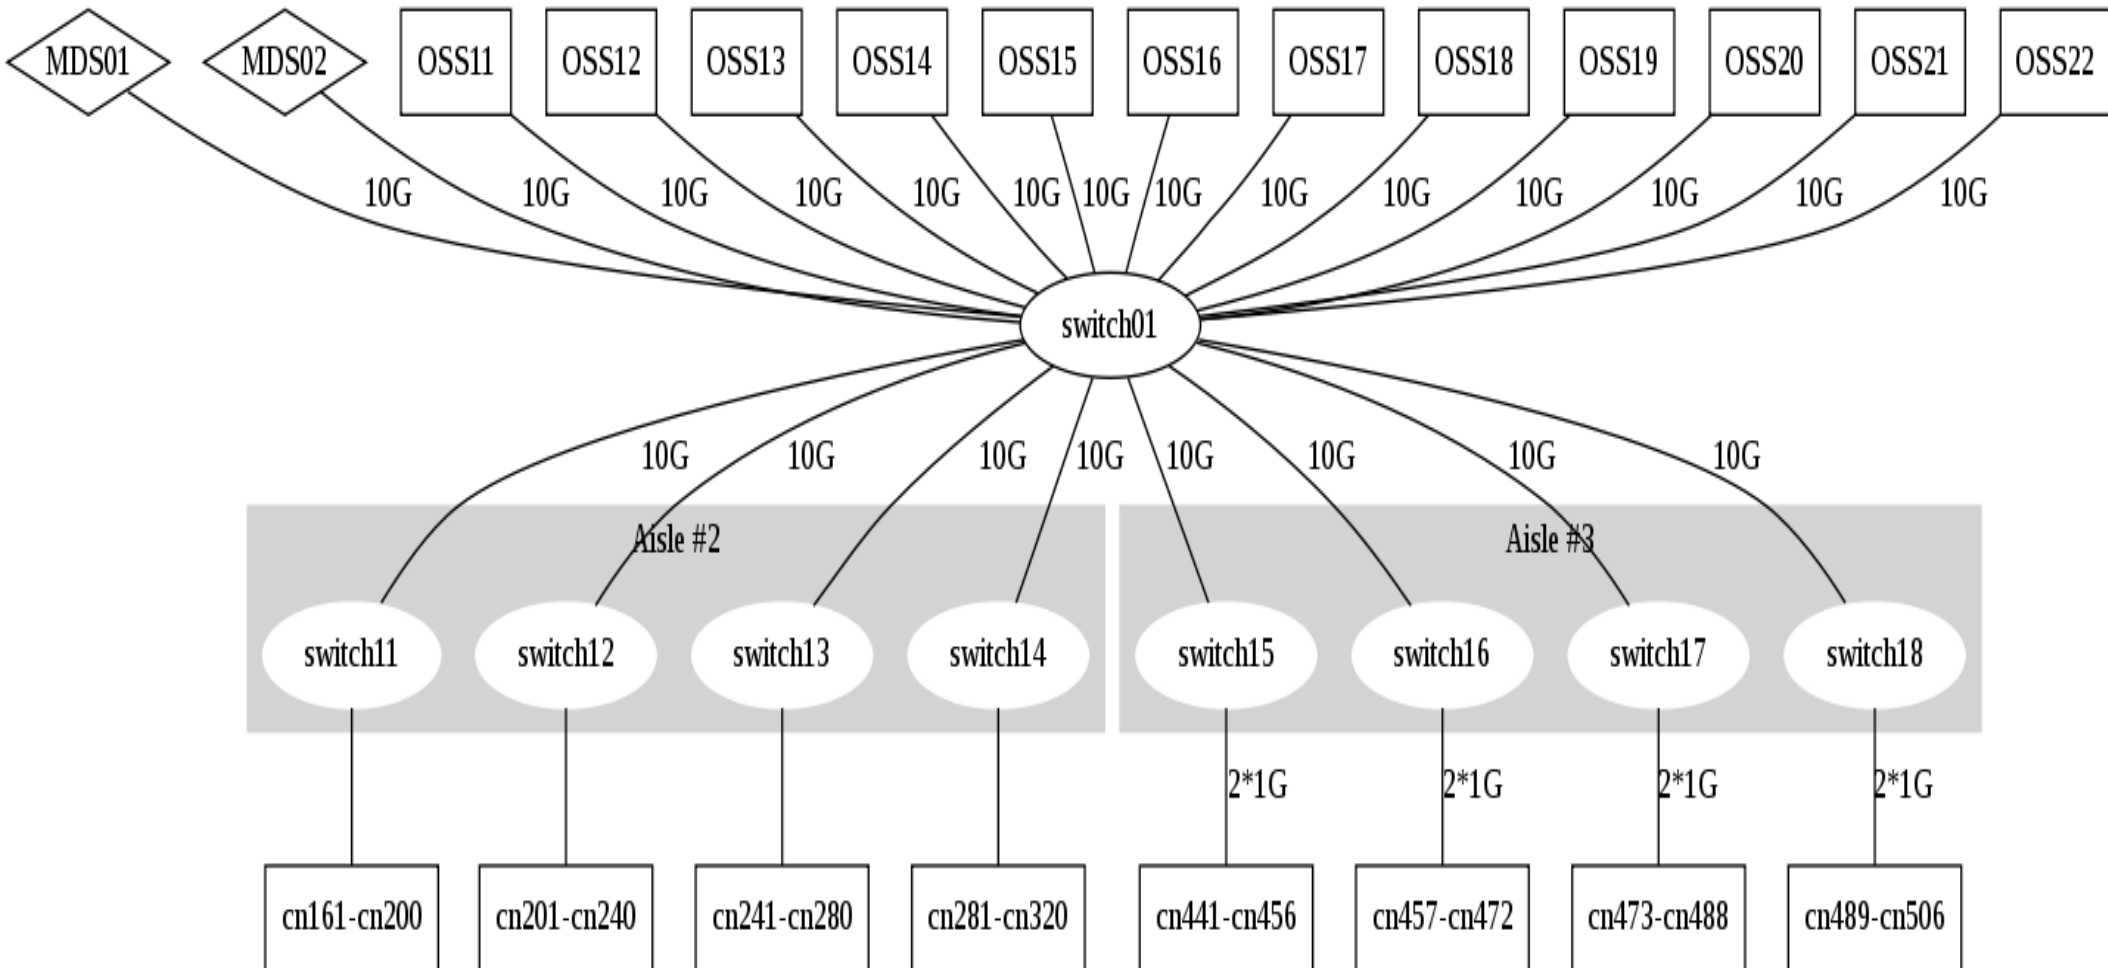 MDS01 MDS02 OSS11 OSS12 OSS13 OSS14 OSS15 OSS16 OSS17 OSS18 OSS19 OSS20 OSS21 OSS22
10G 10G 10G 10G 10G 10G 10G 10G 10G 10G 10G 10G 10G 10G
switch01
10G 10G 10G 10G 10G 10G 10G 10G
Aisle #2 Aisle #3
switch11 switch12 switch13 switch14 switch15 switch16 switch17 switch18
2*1G 2*1G 2*1G 2*1G
cn161-cn200 cn201-cn240 cn241-cn280 cn281-cn320 cn441-cn456 cn457-cn472 cn473-cn488 cn489-cn506